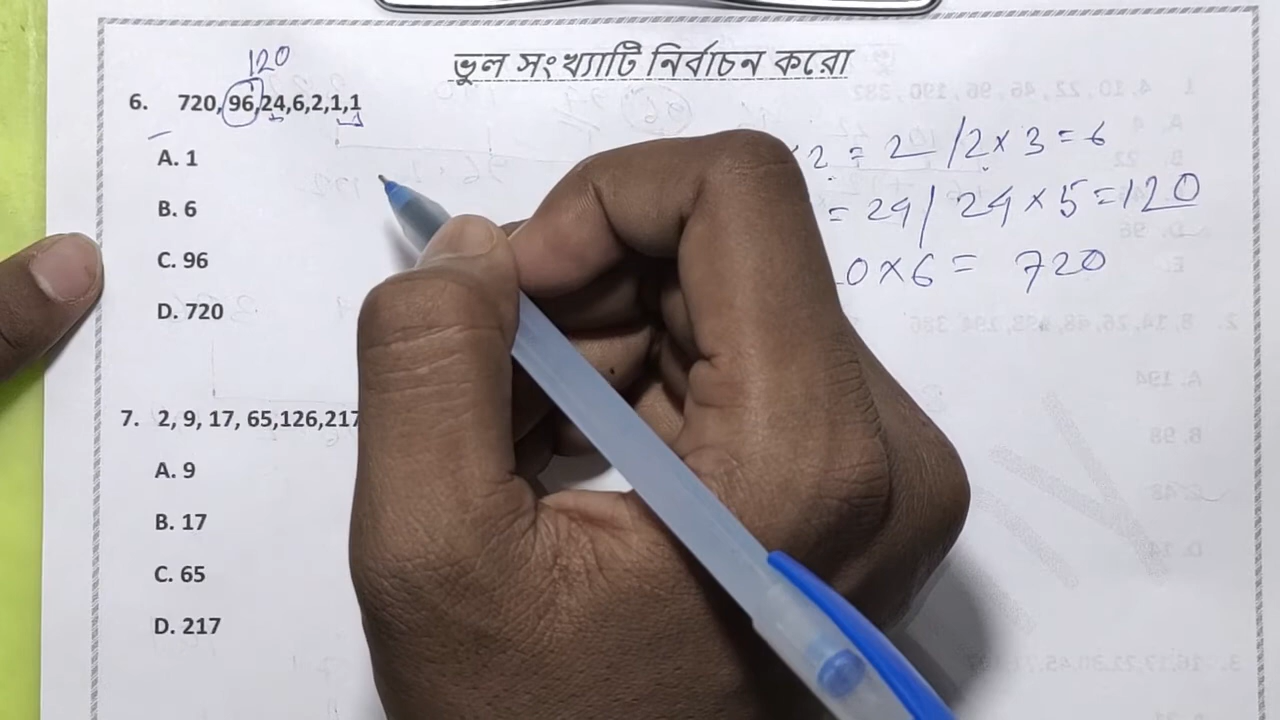 ভুল সংখ্যাটি নির্বাচন করো
120
6. 720, 96,24,6,2,1,1
A. 1
B. 6
C. 96
D. 720
2 = 2 / 2 x 3 = 6
= 24 / 24 x 5 = 120
0 x 6 = 720
7. 2, 9, 17, 65,126,217
A. 9
B. 17
C. 65
D. 217